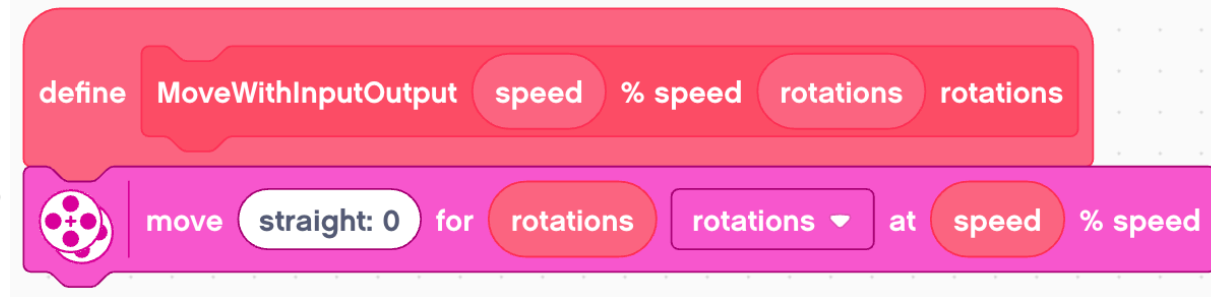 define MoveWithInputOutput speed % speed rotations rotations
move straight: 0 for rotations rotations at speed % speed